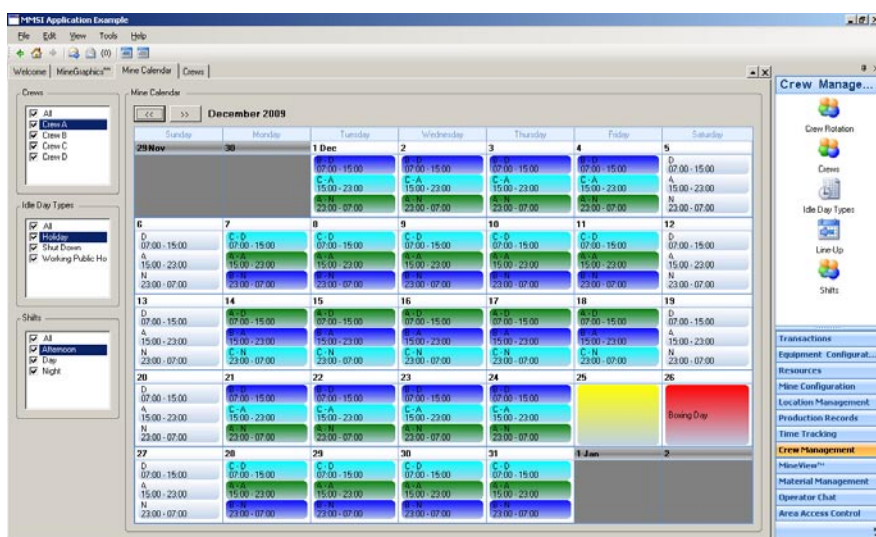 MMSI Application Example
File Edit View Tools Help
Welcome MineGraphics™ Mine Calendar Crews
Crews
All
Crew A
Crew B
Crew C
Crew D
Idle Day Types
All
Holiday
Shut Down
Working Public Ho
Shifts
All
Afternoon
Day
Night
Mine Calendar
<< >> December 2009
Sunday Monday Tuesday Wednesday Thursday Friday Saturday
29 Nov 30 1 Dec 2 3 4 5
B - D B - D B - D B - D D
07:00 - 15:00 07:00 - 15:00 07:00 - 15:00 07:00 - 15:00 07:00 - 15:00
C - A C - A C - A C - A A
15:00 - 23:00 15:00 - 23:00 15:00 - 23:00 15:00 - 23:00 15:00 - 23:00
A - N A - N A - N A - N N
23:00 - 07:00 23:00 - 07:00 23:00 - 07:00 23:00 - 07:00 23:00 - 07:00
6 7 8 9 10 11 12
D C - D C - D C - D C - D C - D D
07:00 - 15:00 07:00 - 15:00 07:00 - 15:00 07:00 - 15:00 07:00 - 15:00 07:00 - 15:00 07:00 - 15:00
A A - A A - A A - A A - A A - A A
15:00 - 23:00 15:00 - 23:00 15:00 - 23:00 15:00 - 23:00 15:00 - 23:00 15:00 - 23:00 15:00 - 23:00
N B - N B - N B - N B - N B - N N
23:00 - 07:00 23:00 - 07:00 23:00 - 07:00 23:00 - 07:00 23:00 - 07:00 23:00 - 07:00 23:00 - 07:00
13 14 15 16 17 18 19
D A - D A - D A - D A - D A - D D
07:00 - 15:00 07:00 - 15:00 07:00 - 15:00 07:00 - 15:00 07:00 - 15:00 07:00 - 15:00 07:00 - 15:00
A B - A B - A B - A B - A B - A A
15:00 - 23:00 15:00 - 23:00 15:00 - 23:00 15:00 - 23:00 15:00 - 23:00 15:00 - 23:00 15:00 - 23:00
N C - N C - N C - N C - N C - N N
23:00 - 07:00 23:00 - 07:00 23:00 - 07:00 23:00 - 07:00 23:00 - 07:00 23:00 - 07:00 23:00 - 07:00
20 21 22 23 24 25 26
D B - D B - D B - D B - D
07:00 - 15:00 07:00 - 15:00 07:00 - 15:00 07:00 - 15:00 07:00 - 15:00
A C - A C - A C - A C - A Boxing Day
15:00 - 23:00 15:00 - 23:00 15:00 - 23:00 15:00 - 23:00 15:00 - 23:00
N A - N A - N A - N A - N
23:00 - 07:00 23:00 - 07:00 23:00 - 07:00 23:00 - 07:00 23:00 - 07:00
27 28 29 30 31 1 Jan 2
D C - D C - D C - D C - D
07:00 - 15:00 07:00 - 15:00 07:00 - 15:00 07:00 - 15:00 07:00 - 15:00
A A - A A - A A - A A - A
15:00 - 23:00 15:00 - 23:00 15:00 - 23:00 15:00 - 23:00 15:00 - 23:00
N B - N B - N B - N B - N
23:00 - 07:00 23:00 - 07:00 23:00 - 07:00 23:00 - 07:00 23:00 - 07:00
Crew Manage...
Crew Rotation
Crews
Idle Day Types
Line-Up
Shifts
Transactions
Equipment Configurat...
Resources
Mine Configuration
Location Management
Production Records
Time Tracking
Crew Management
MineView™
Material Management
Operator Chat
Area Access Control